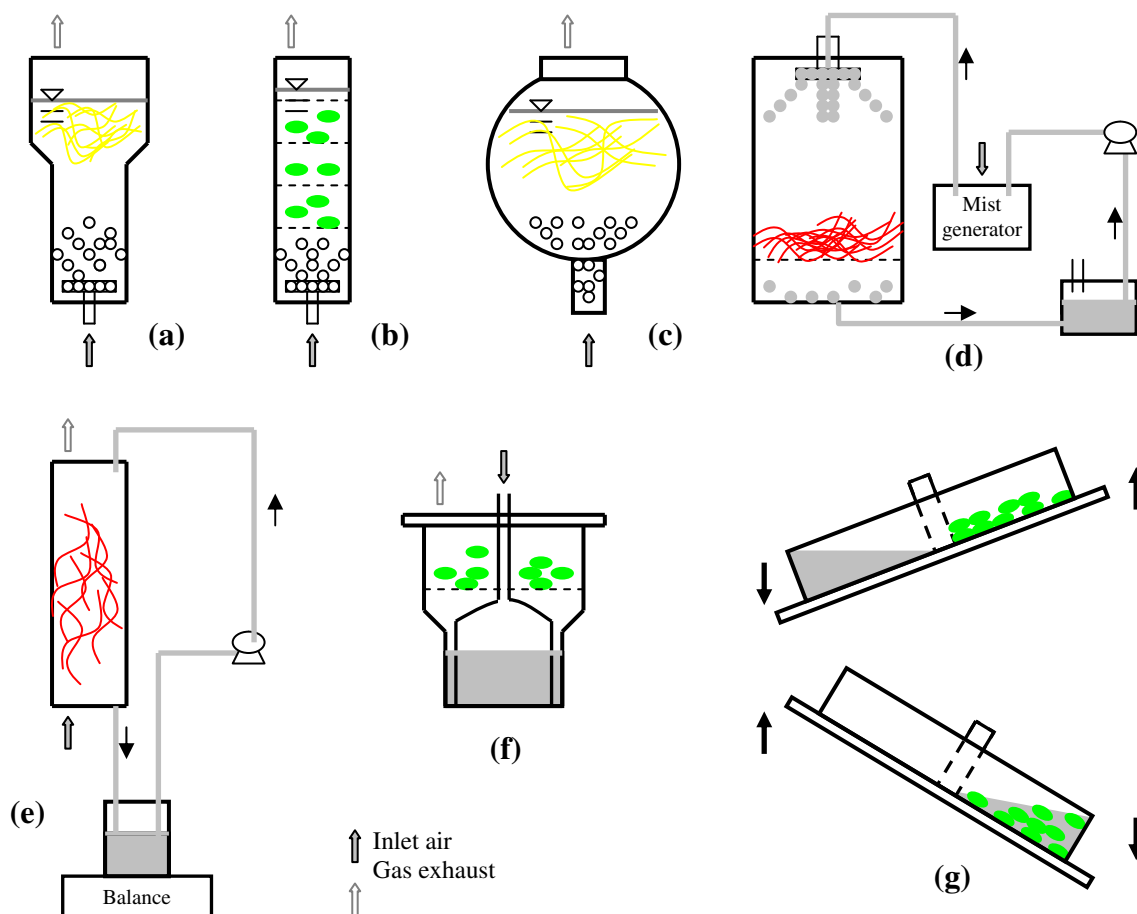 Mist
generator
(a)
(b)
(c)
(d)
(e)
(f)
(g)
Inlet air
Gas exhaust
Balance